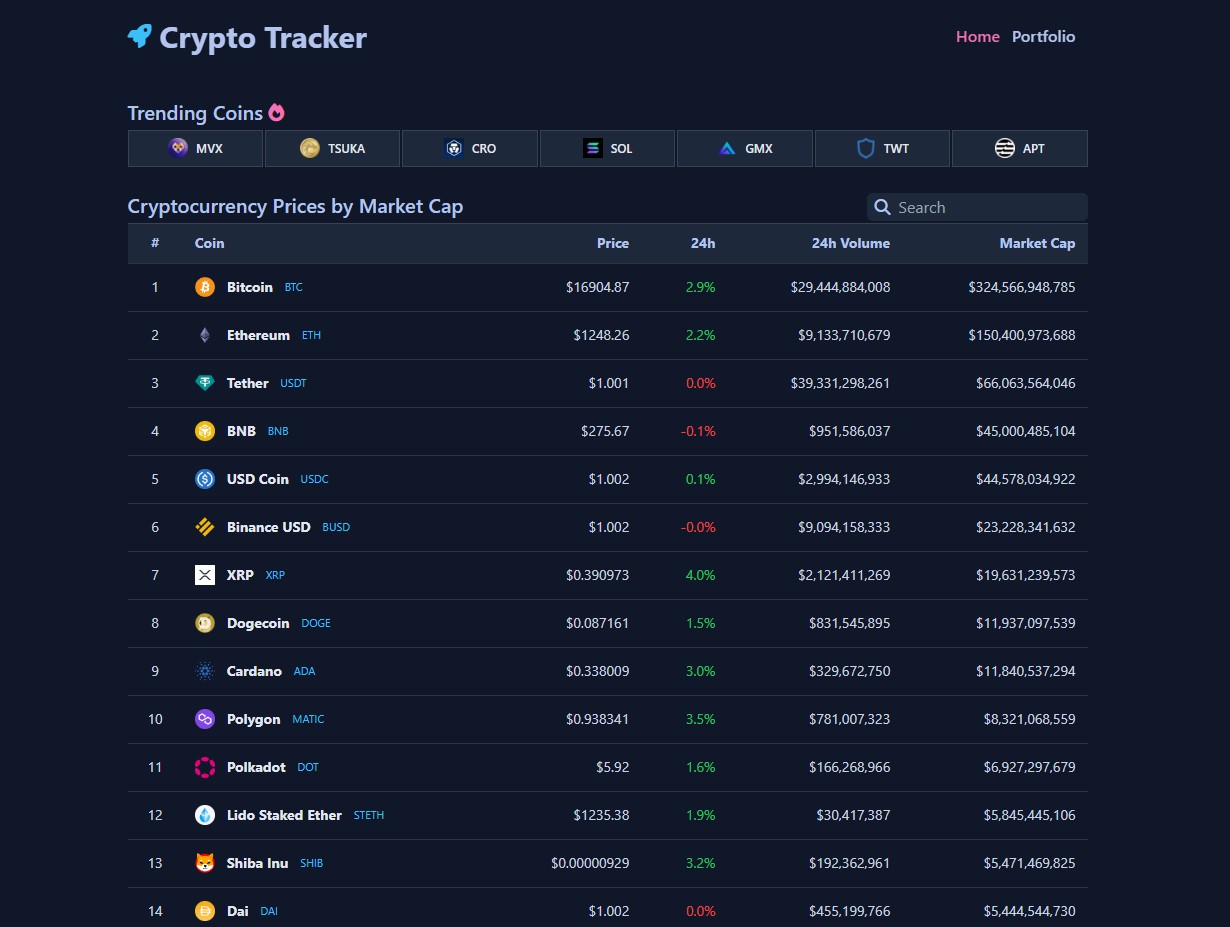 Crypto Tracker
Home Portfolio
Trending Coins
MVX TSUKA CRO SOL GMX TWT APT
Cryptocurrency Prices by Market Cap Search
# Coin Price 24h 24h Volume Market Cap
1 Bitcoin BTC $16904.87 2.9% $29,444,884,008 $324,566,948,785
2 Ethereum ETH $1248.26 2.2% $9,133,710,679 $150,400,973,688
3 Tether USDT $1.001 0.0% $39,331,298,261 $66,063,564,046
4 BNB BNB $275.67 -0.1% $951,586,037 $45,000,485,104
5 USD Coin USDC $1.002 0.1% $2,994,146,933 $44,578,034,922
6 Binance USD BUSD $1.002 -0.0% $9,094,158,333 $23,228,341,632
7 XRP XRP $0.390973 4.0% $2,121,411,269 $19,631,239,573
8 Dogecoin DOGE $0.087161 1.5% $831,545,895 $11,937,097,539
9 Cardano ADA $0.338009 3.0% $329,672,750 $11,840,537,294
10 Polygon MATIC $0.938341 3.5% $781,007,323 $8,321,068,559
11 Polkadot DOT $5.92 1.6% $166,268,966 $6,927,297,679
12 Lido Staked Ether STETH $1235.38 1.9% $30,417,387 $5,845,445,106
13 Shiba Inu SHIB $0.00000929 3.2% $192,362,961 $5,471,469,825
14 Dai DAI $1.002 0.0% $455,199,766 $5,444,544,730